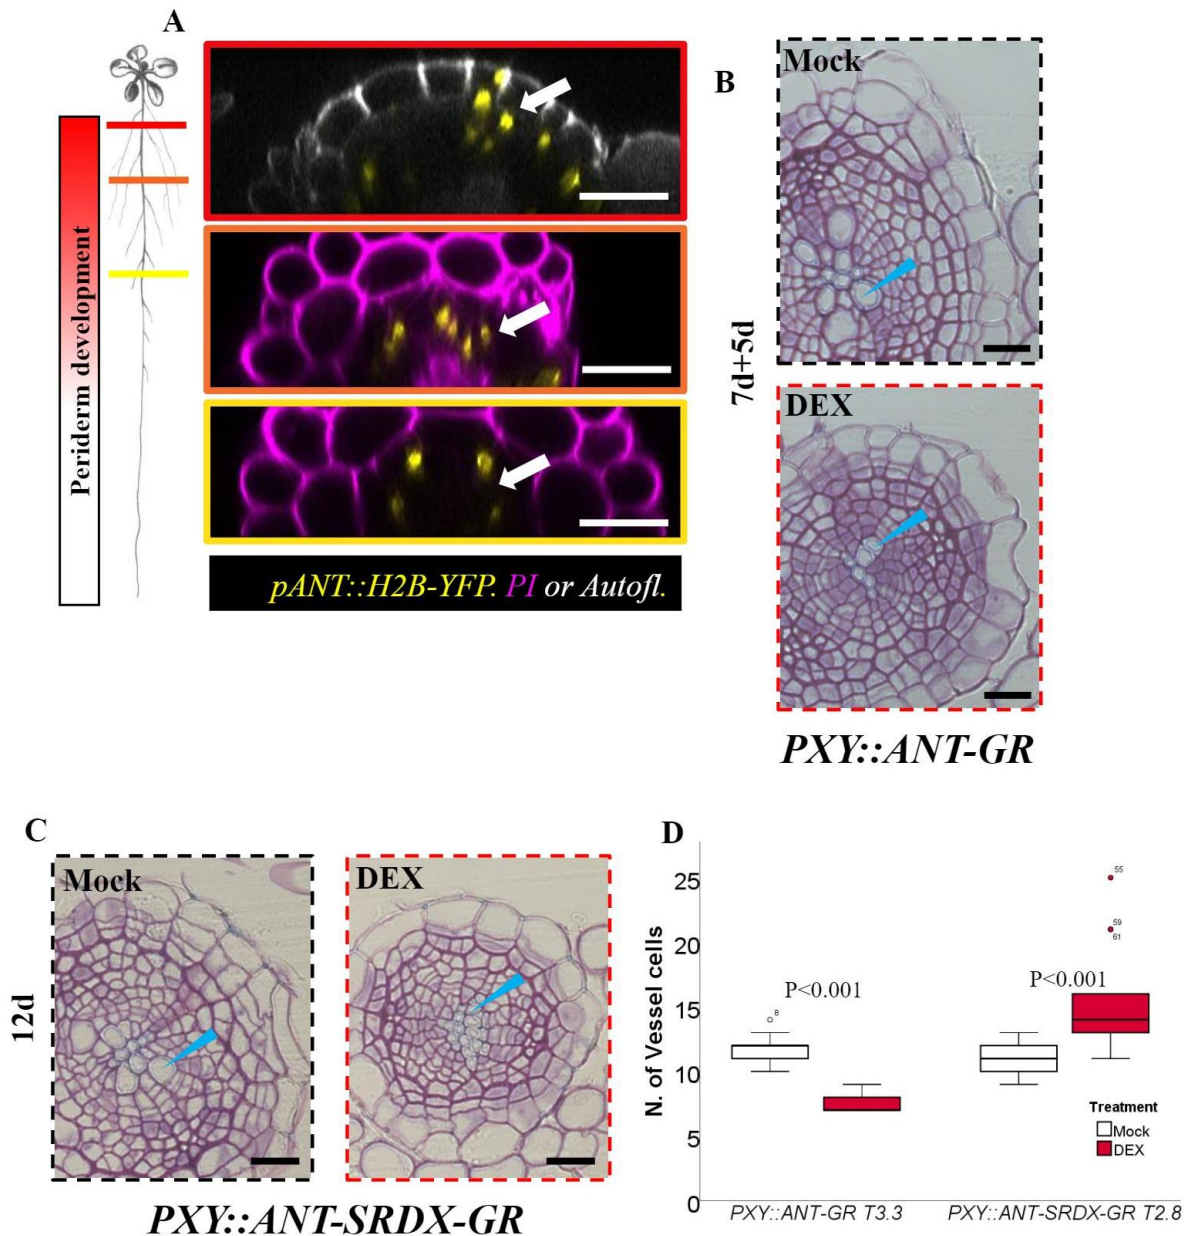 A
Periderm development
pANT::H2B-YFP. PI or Autofl.
B
7d+5d
Mock
DEX
PXY::ANT-GR
C
12d
Mock
DEX
PXY::ANT-SRDX-GR
D
N. of Vessel cells
25
20
15
10
5
0
8
P<0.001
55
59
61
P<0.001
Treatment
Mock
DEX
PXY::ANT-GR T3.3
PXY::ANT-SRDX-GR T2.8